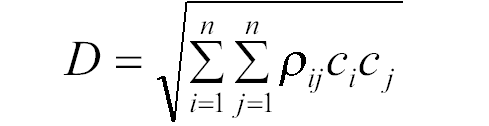 $D = \sqrt{\sum_{i=1}^{n} \sum_{j=1}^{n} \rho_{ij} c_i c_j}$